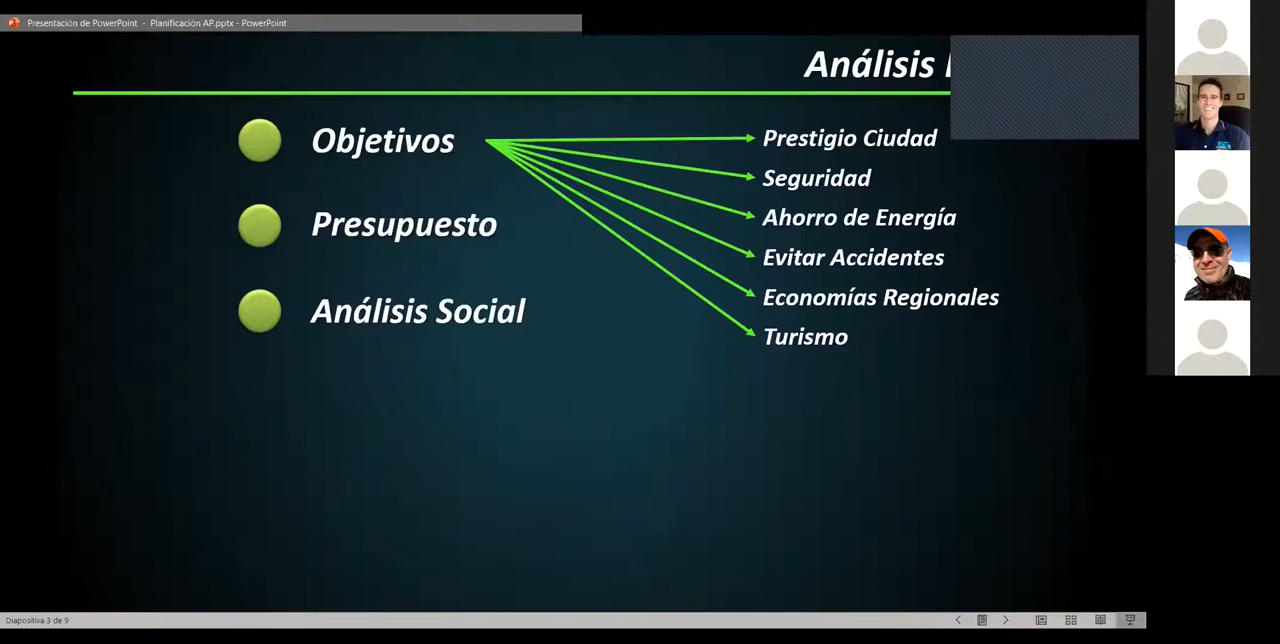 Presentación de PowerPoint - Planificación AP.pptx - PowerPoint
Análisis
Objetivos
Presupuesto
Análisis Social
Prestigio Ciudad
Seguridad
Ahorro de Energía
Evitar Accidentes
Economías Regionales
Turismo
Diapositiva 3 de 9